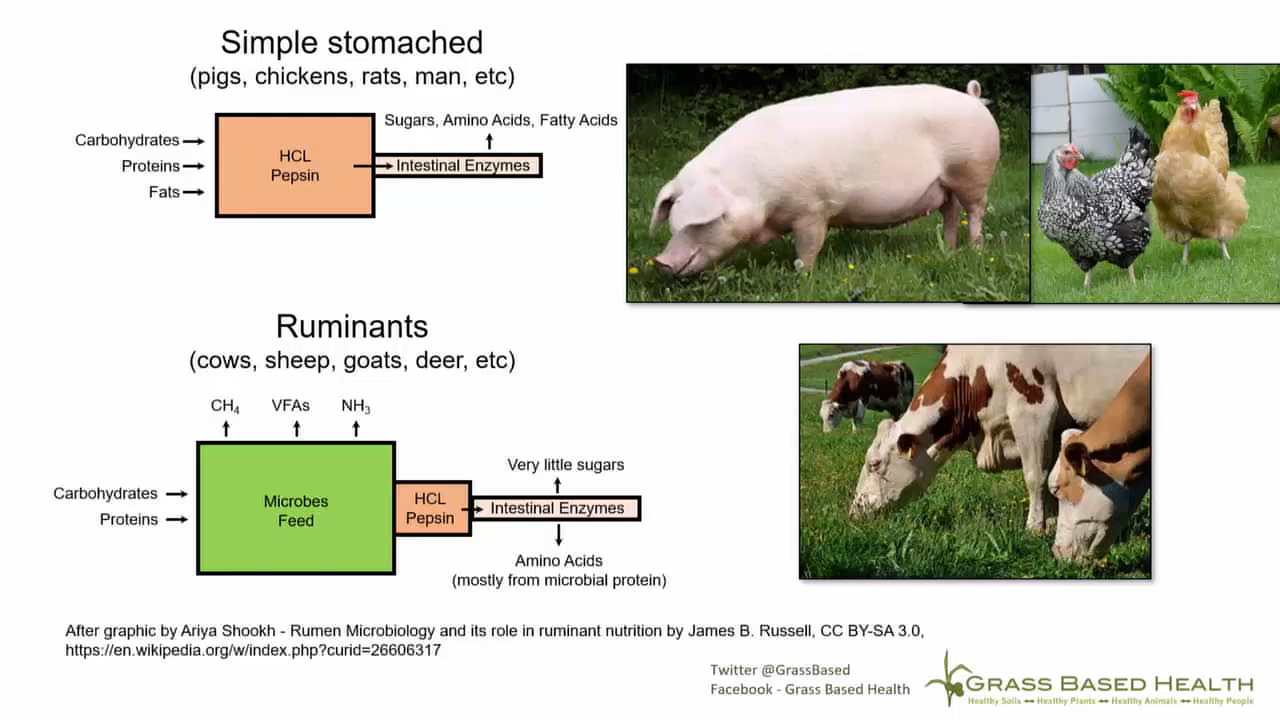 Simple stomached
(pigs, chickens, rats, man, etc)
Carbohydrates
Proteins
Fats
HCL
Pepsin
Sugars, Amino Acids, Fatty Acids
Intestinal Enzymes
Ruminants
(cows, sheep, goats, deer, etc)
CH₄ VFAs NH₃
Carbohydrates
Proteins
Microbes
Feed
HCL
Pepsin
Very little sugars
Intestinal Enzymes
Amino Acids
(mostly from microbial protein)
After graphic by Ariya Shookh - Rumen Microbiology and its role in ruminant nutrition by James B. Russell, CC BY-SA 3.0,
https://en.wikipedia.org/w/index.php?curid=26606317
Twitter @GrassBased
Facebook - Grass Based Health
GRASS BASED HEALTH
Healthy Soils ↔ Healthy Plants ↔ Healthy Animals ↔ Healthy People